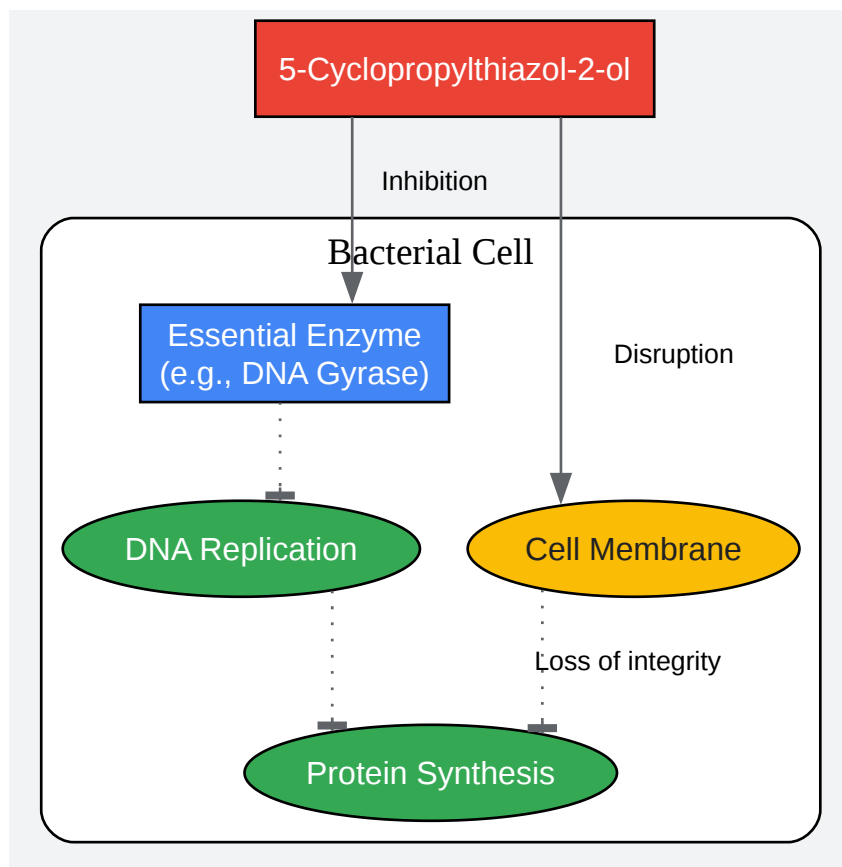 5-Cyclopropylthiazol-2-ol
Inhibition
Bacterial Cell
Essential Enzyme
(e.g., DNA Gyrase)
Disruption
DNA Replication
Cell Membrane
Loss of integrity
Protein Synthesis